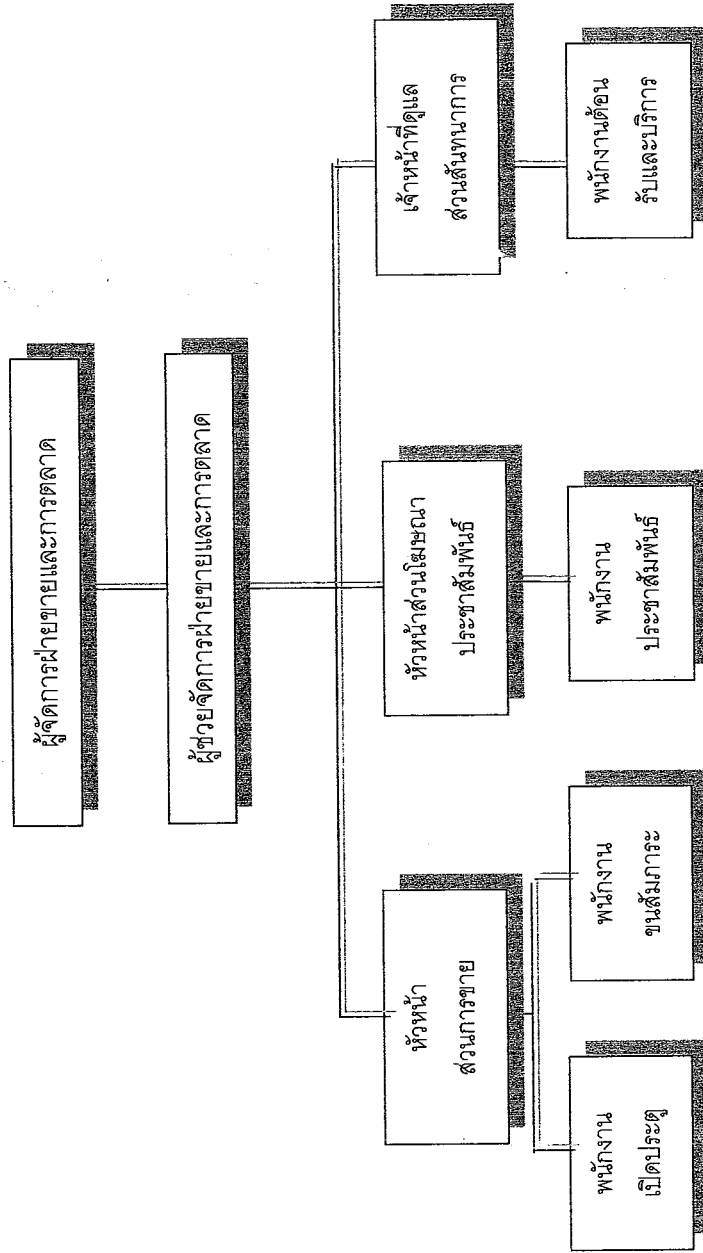 ผู้จัดการฝ่ายขายและการตลาด
ผู้ช่วยจัดการฝ่ายขายและการตลาด
หัวหน้า
ส่วนการขาย
หัวหน้าส่วนโฆษณา
ประชาสัมพันธ์
เจ้าหน้าที่ดูแล
ส่วนสันทนาการ
พนักงาน
เปิดประตู
พนักงาน
ขนสัมภาระ
พนักงาน
ประชาสัมพันธ์
พนักงานต้อน
รับและบริการ